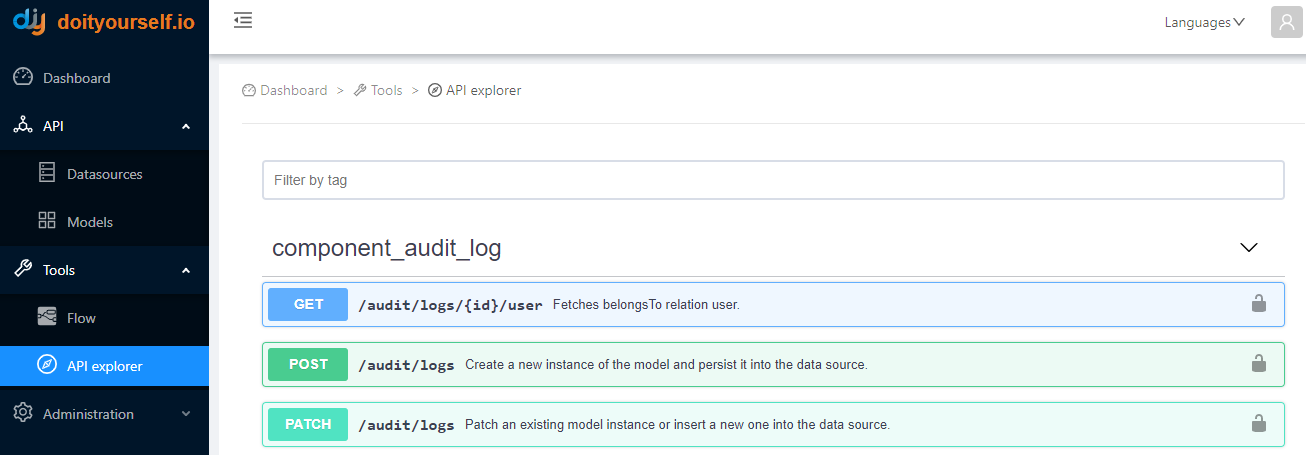 diy doityourself.io
Languages
Dashboard
API
Datasources
Models
Tools
Flow
API explorer
Administration
Dashboard > Tools > API explorer
Filter by tag
component_audit_log
GET /audit/logs/{id}/user Fetches belongsTo relation user.
POST /audit/logs Create a new instance of the model and persist it into the data source.
PATCH /audit/logs Patch an existing model instance or insert a new one into the data source.